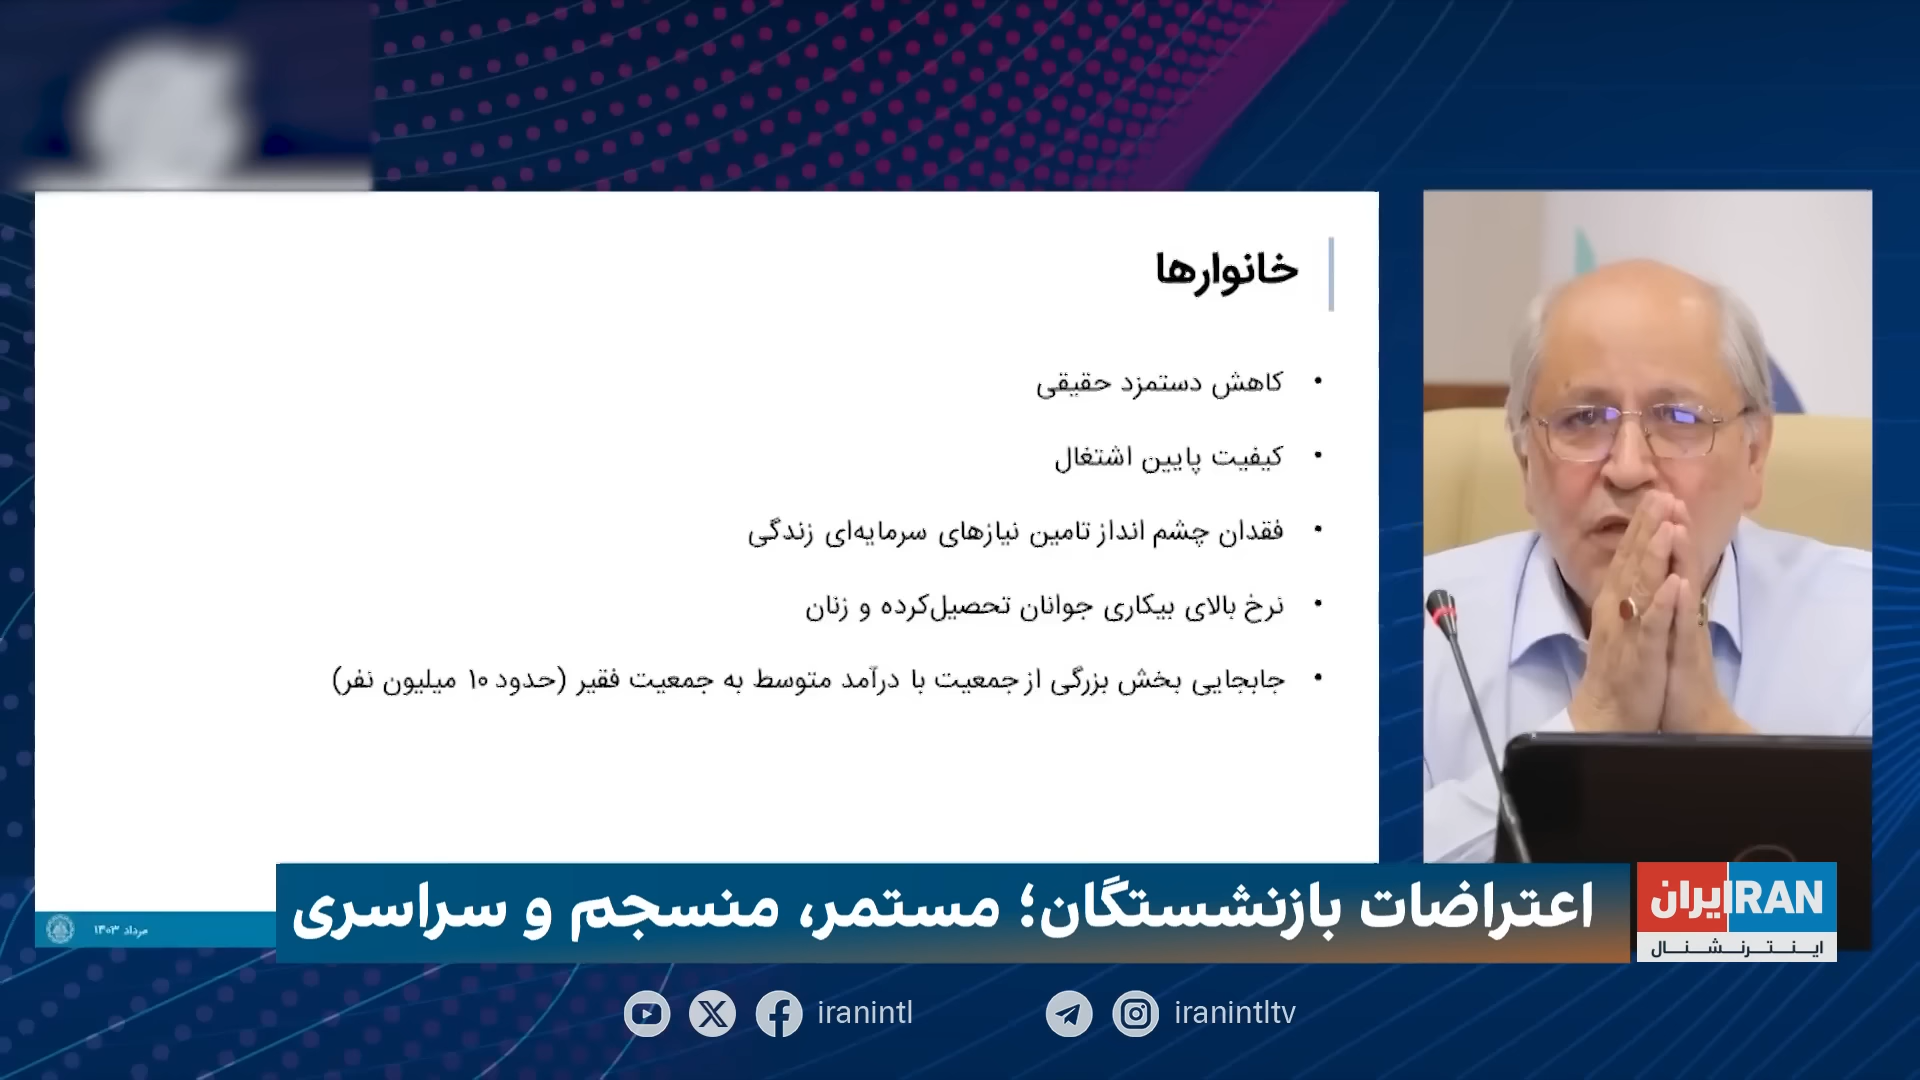 خانوارها
• کاهش دستمزد حقیقی
• کیفیت پایین اشتغال
• فقدان چشم انداز تامین نیازهای سرمایه‌ای زندگی
• نرخ بالای بیکاری جوانان تحصیل‌کرده و زنان
• جابجایی بخش بزرگی از جمعیت با درآمد متوسط به جمعیت فقیر (حدود ۱۰ میلیون نفر)
اعتراضات بازنشستگان؛ مستمر، منسجم و سراسری
ایران IRAN
اینترنشنال
مرداد ۱۴۰۳
iranintl
iranintltv